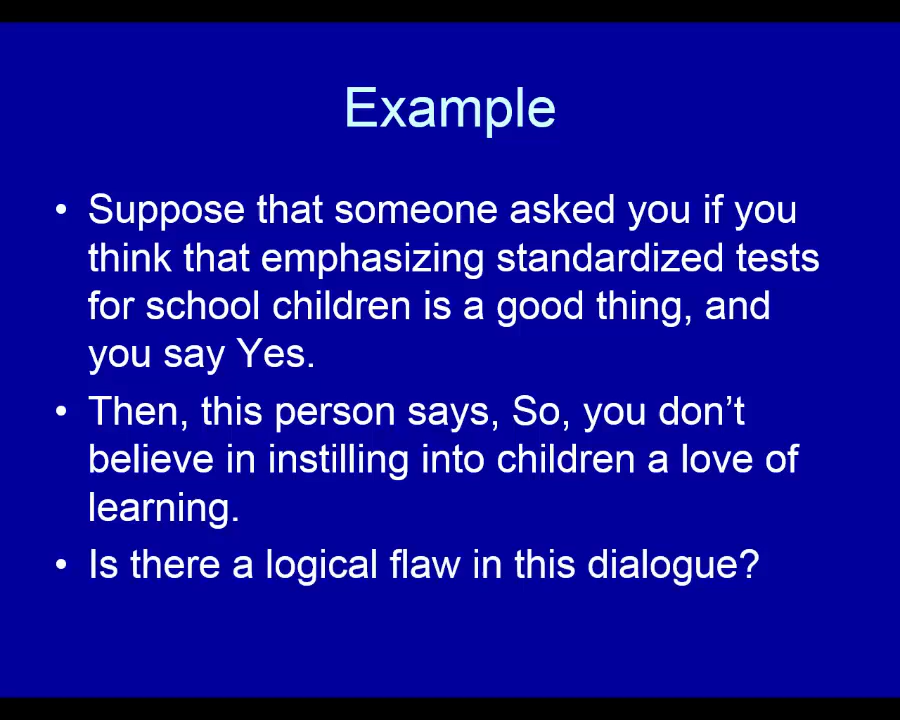 Example
• Suppose that someone asked you if you
think that emphasizing standardized tests
for school children is a good thing, and
you say Yes.
• Then, this person says, So, you don’t
believe in instilling into children a love of
learning.
• Is there a logical flaw in this dialogue?